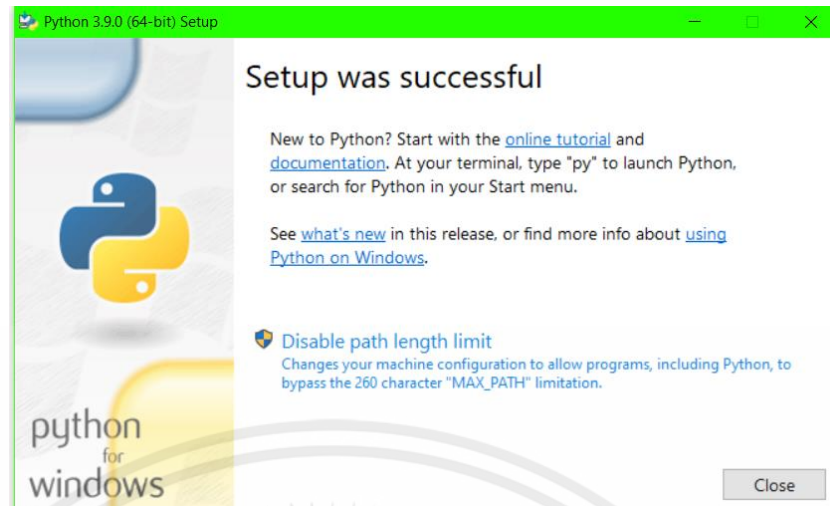 Python 3.9.0 (64-bit) Setup
Setup was successful
New to Python? Start with the online tutorial and
documentation. At your terminal, type "py" to launch Python,
or search for Python in your Start menu.
See what's new in this release, or find more info about using
Python on Windows.
Disable path length limit
Changes your machine configuration to allow programs, including Python, to
bypass the 260 character "MAX_PATH" limitation.
python
for
windows
Close